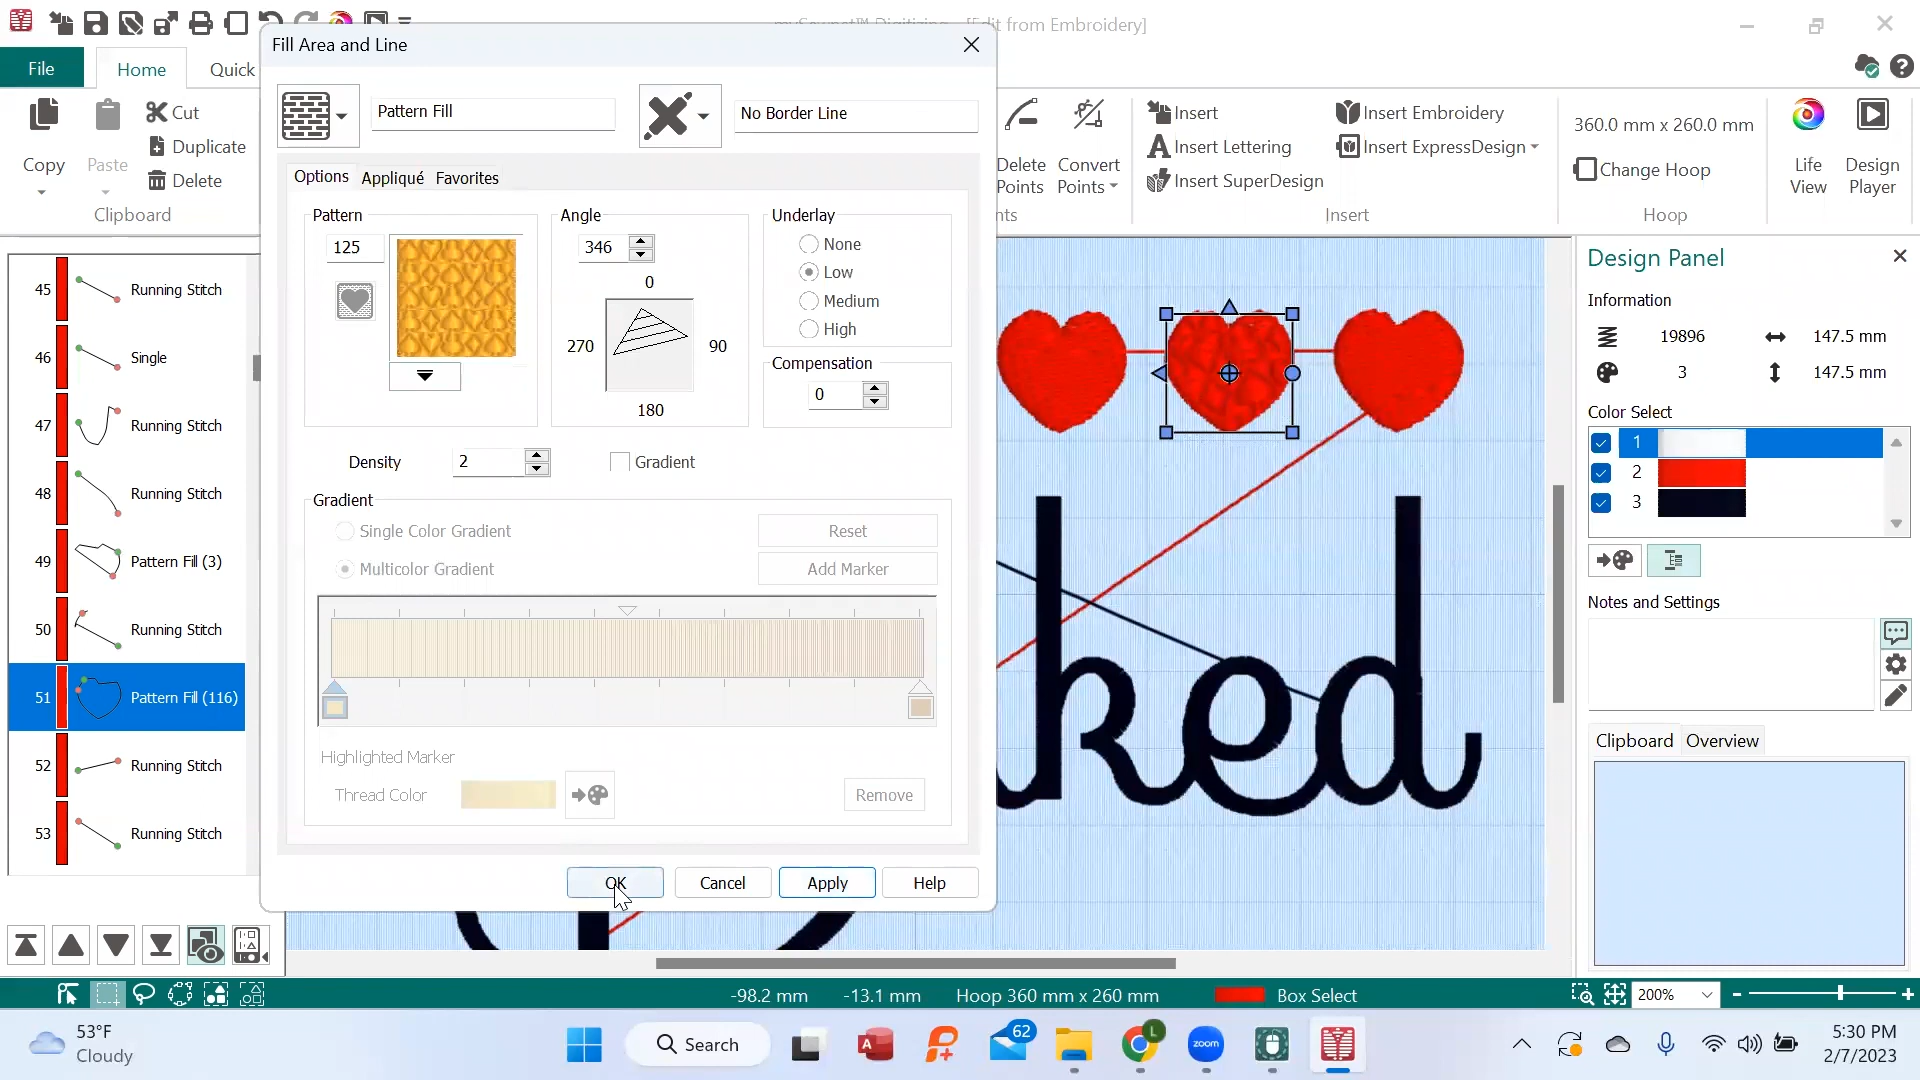 Edit from Embroidery]
Fill Area and Line
File
Home
Quick
Copy
Paste
Cut
Duplicate
Delete
Clipboard
Pattern Fill
No Border Line
Delete Points
Convert Points
nts
Insert
Insert Lettering
Insert SuperDesign
Insert Embroidery
Insert ExpressDesign
Insert
360.0 mm x 260.0 mm
Change Hoop
Hoop
Life View
Design Player
Options Appliqué Favorites
Pattern
125
Angle
346
0
270
90
180
Underlay
None
Low
Medium
High
Compensation
0
Density
2
Gradient
Gradient
Single Color Gradient
Multicolor Gradient
Reset
Add Marker
Highlighted Marker
Thread Color
Remove
OK
Cancel
Apply
Help
45 Running Stitch
46 Single
47 Running Stitch
48 Running Stitch
49 Pattern Fill (3)
50 Running Stitch
51 Pattern Fill (116)
52 Running Stitch
53 Running Stitch
ked
Design Panel
Information
19896 147.5 mm
3 147.5 mm
Color Select
1
2
3
Notes and Settings
Clipboard Overview
-98.2 mm -13.1 mm Hoop 360 mm x 260 mm Box Select
200%
53°F
Cloudy
Search
62
L
zoom
5:30 PM
2/7/2023